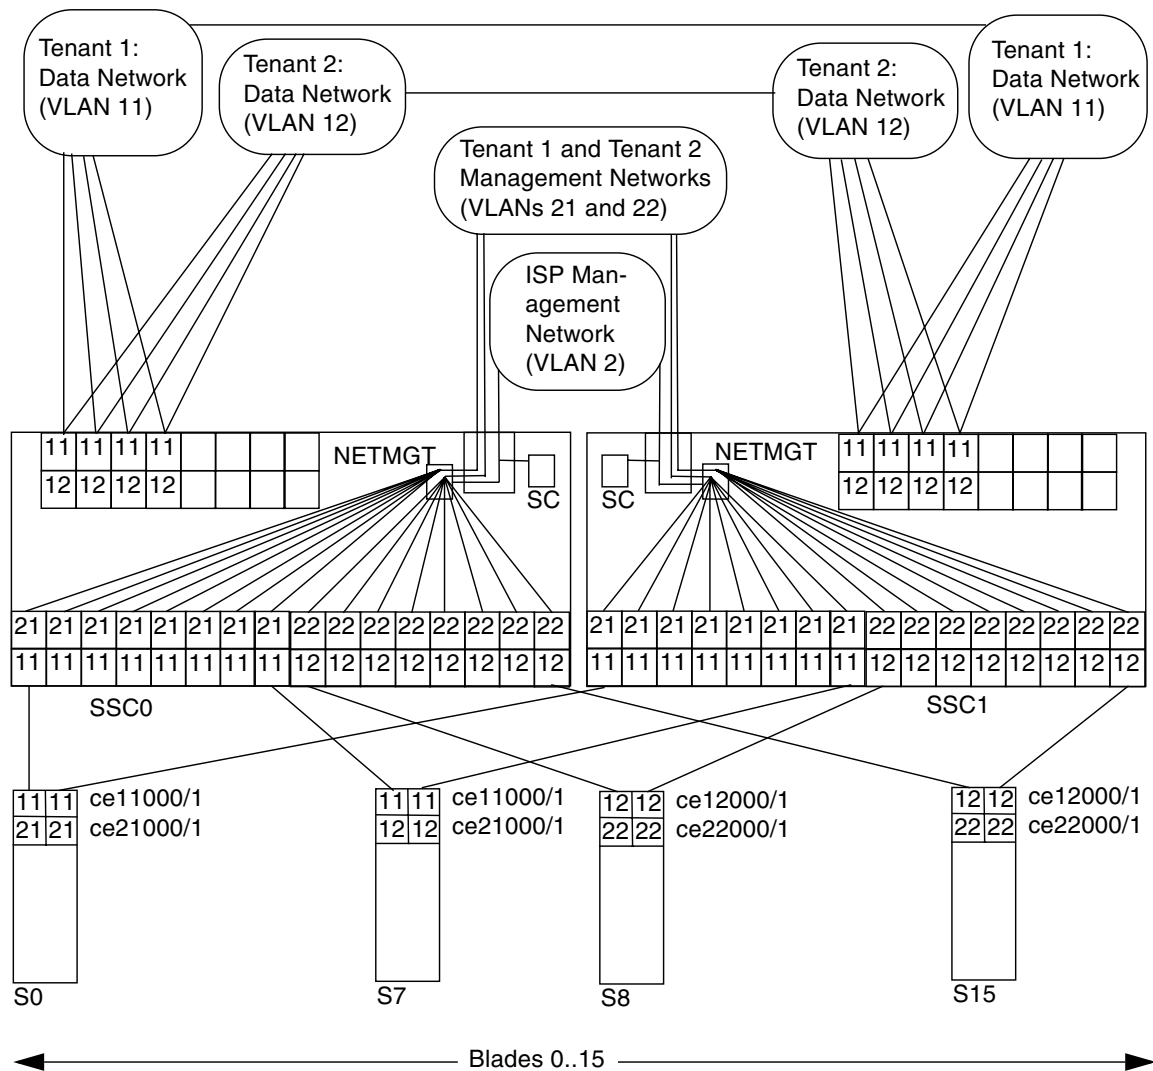 Tenant 1:
Data Network
(VLAN 11)
Tenant 2:
Data Network
(VLAN 12)
Tenant 2:
Data Network
(VLAN 12)
Tenant 1:
Data Network
(VLAN 11)
Tenant 1 and Tenant 2
Management Networks
(VLANs 21 and 22)
ISP Man-
agement
Network
(VLAN 2)
11 11 11 11
12 12 12 12
NETMGT
SC
SC
NETMGT
11 11 11 11
12 12 12 12
21 21 21 21 21 21 21 21 22 22 22 22 22 22 22 22
11 11 11 11 11 11 11 11 12 12 12 12 12 12 12 12
SSC0
21 21 21 21 21 21 21 21 22 22 22 22 22 22 22 22
11 11 11 11 11 11 11 11 12 12 12 12 12 12 12 12
SSC1
11 11 ce11000/1
21 21 ce21000/1
S0
11 11 ce11000/1
12 12 ce21000/1
S7
12 12 ce12000/1
22 22 ce22000/1
S8
12 12 ce12000/1
22 22 ce22000/1
S15
Blades 0..15